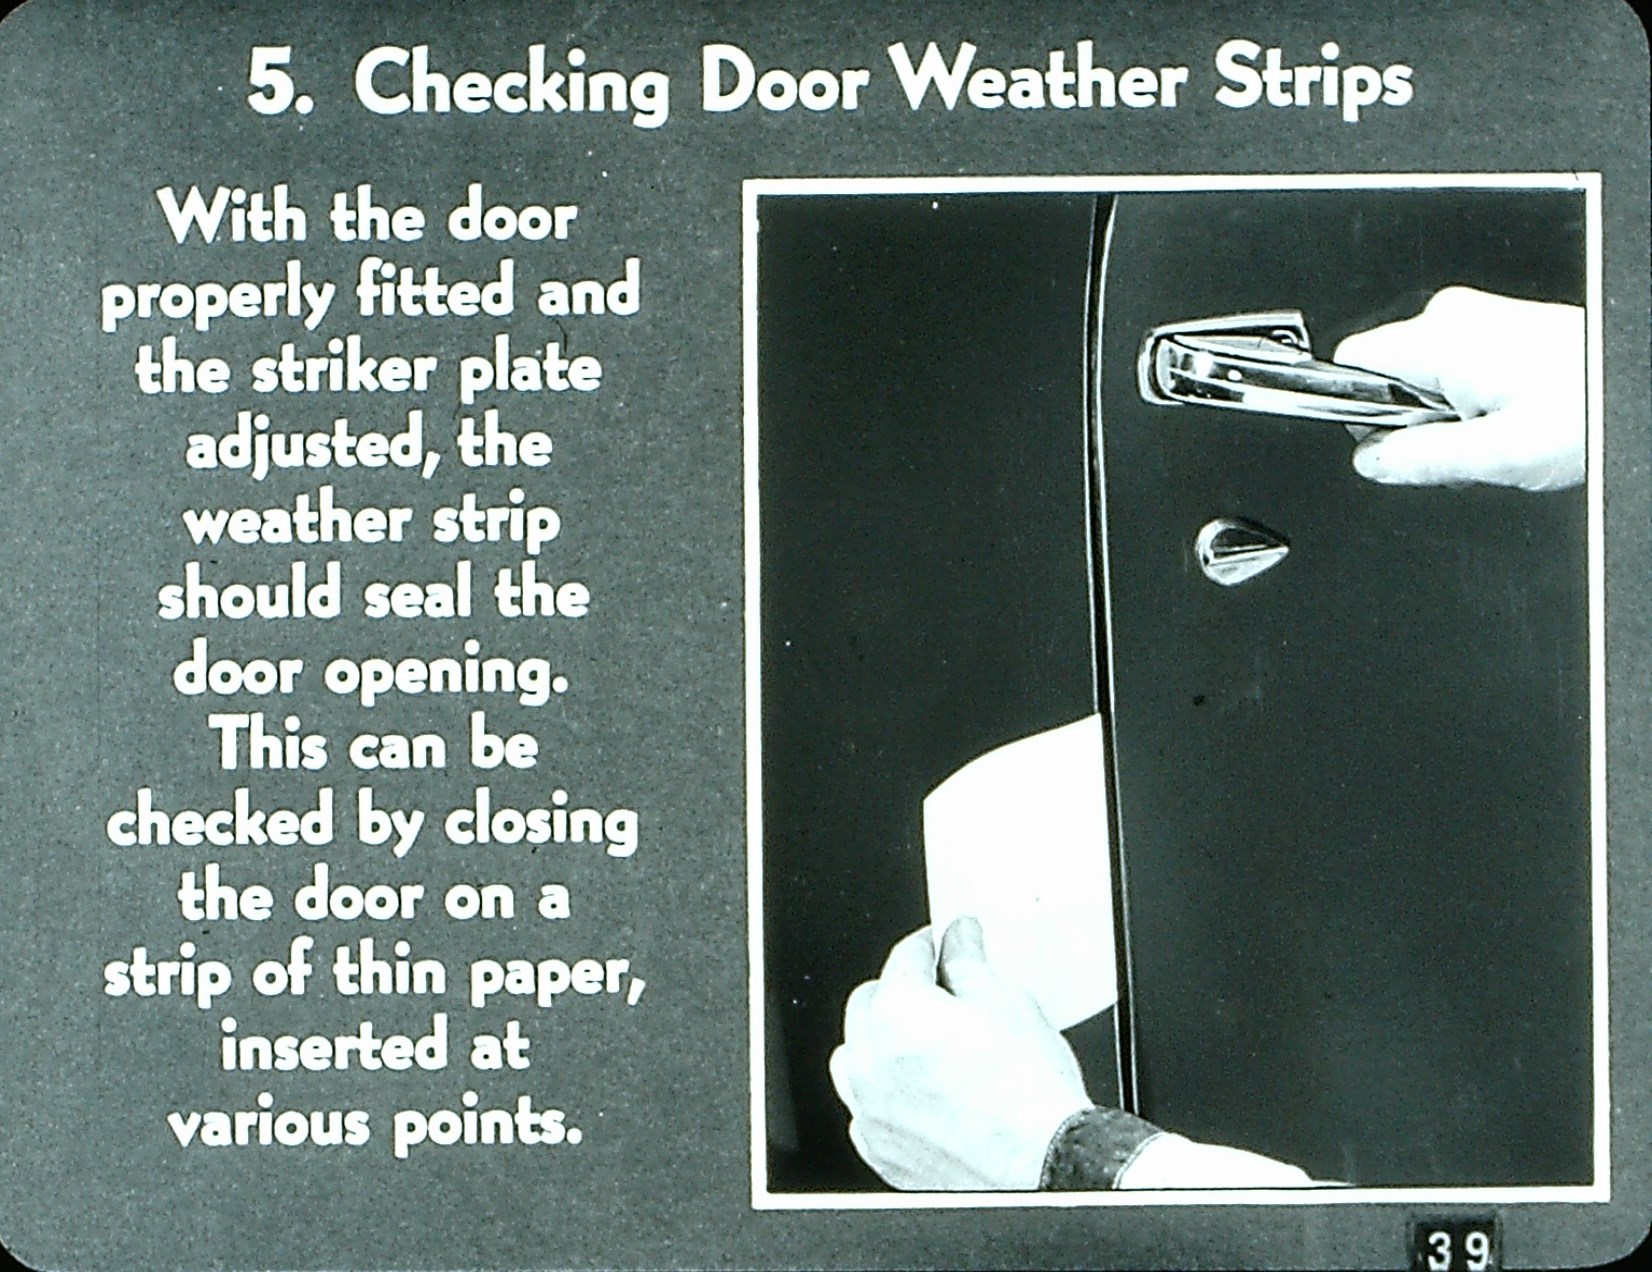 5. Checking Door Weather Strips
With the door
properly fitted and
the striker plate
adjusted, the
weather strip
should seal the
door opening.
This can be
checked by closing
the door on a
strip of thin paper,
inserted at
various points.
39